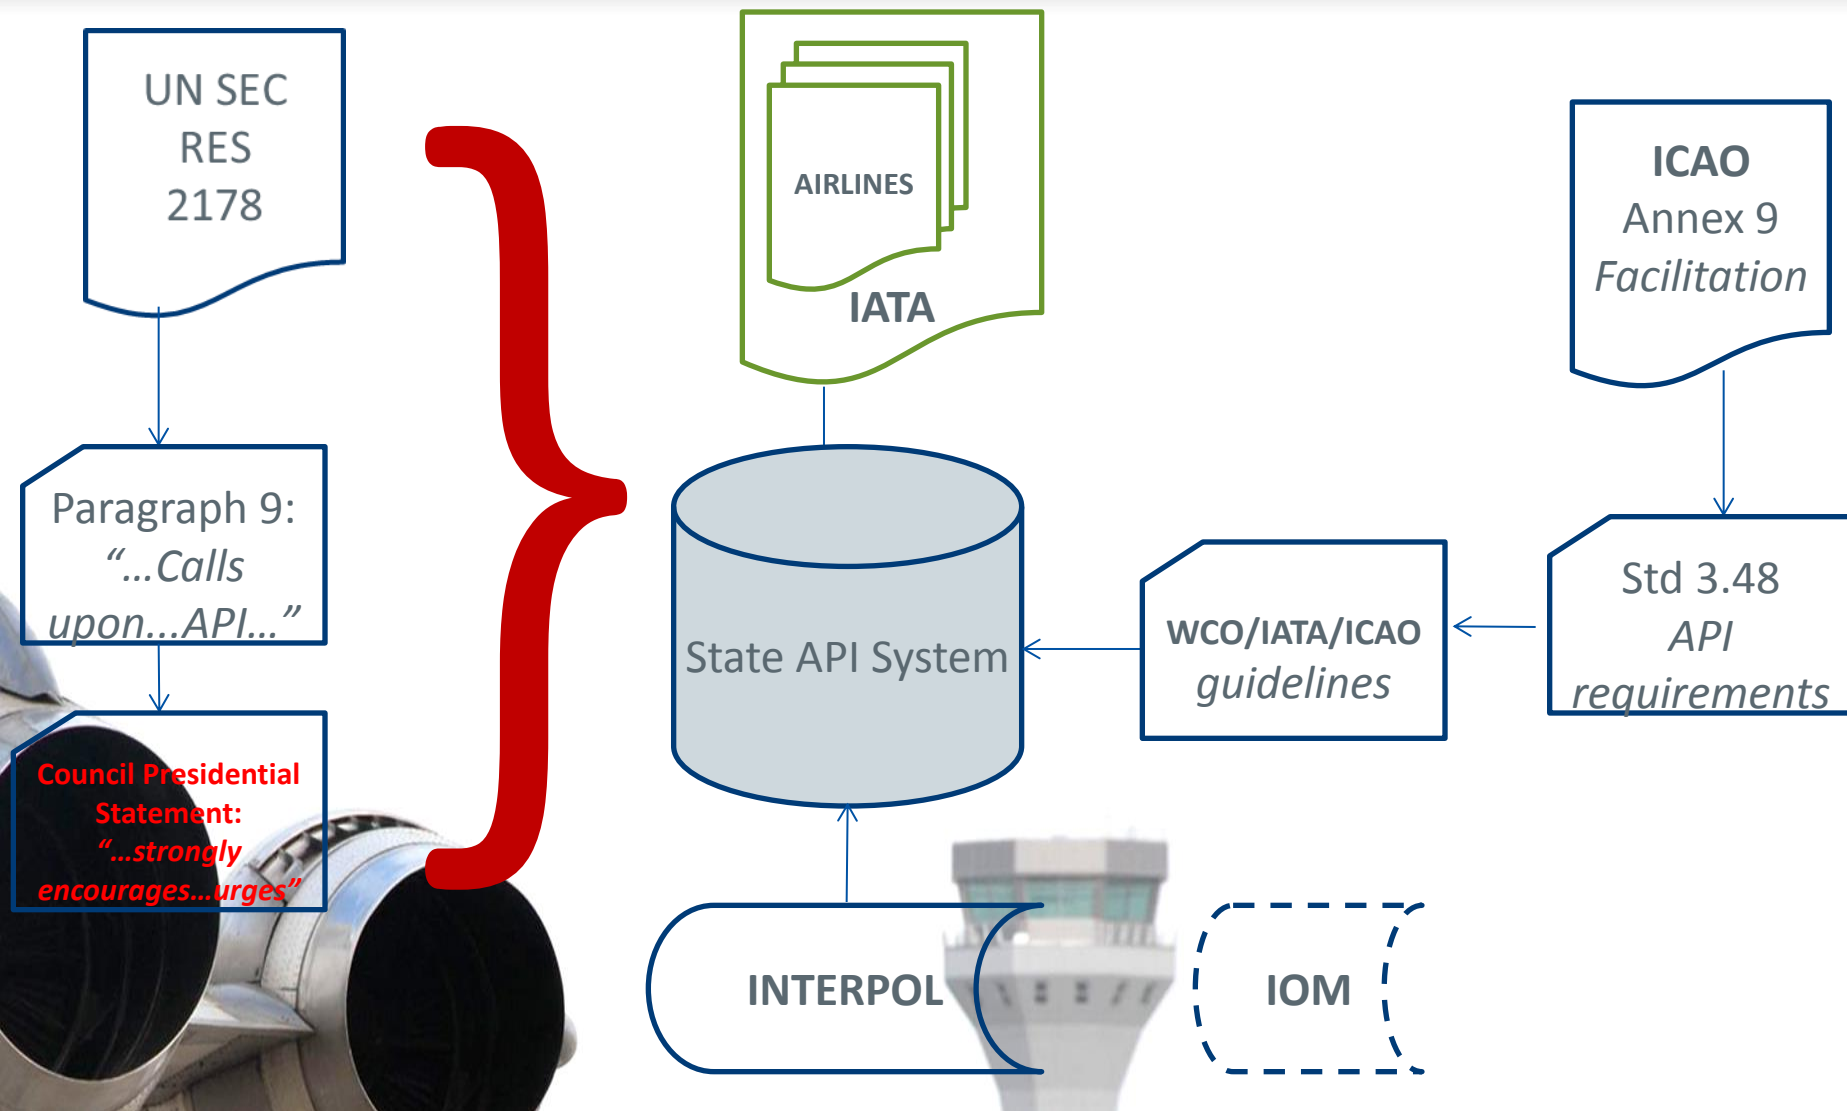 UN SEC
RES
2178
Paragraph 9:
“…Calls
upon…API…”
Council Presidential
Statement:
“…strongly
encourages…urges”
AIRLINES
IATA
State API System
INTERPOL
IOM
WCO/IATA/ICAO
guidelines
ICAO
Annex 9
Facilitation
Std 3.48
API
requirements